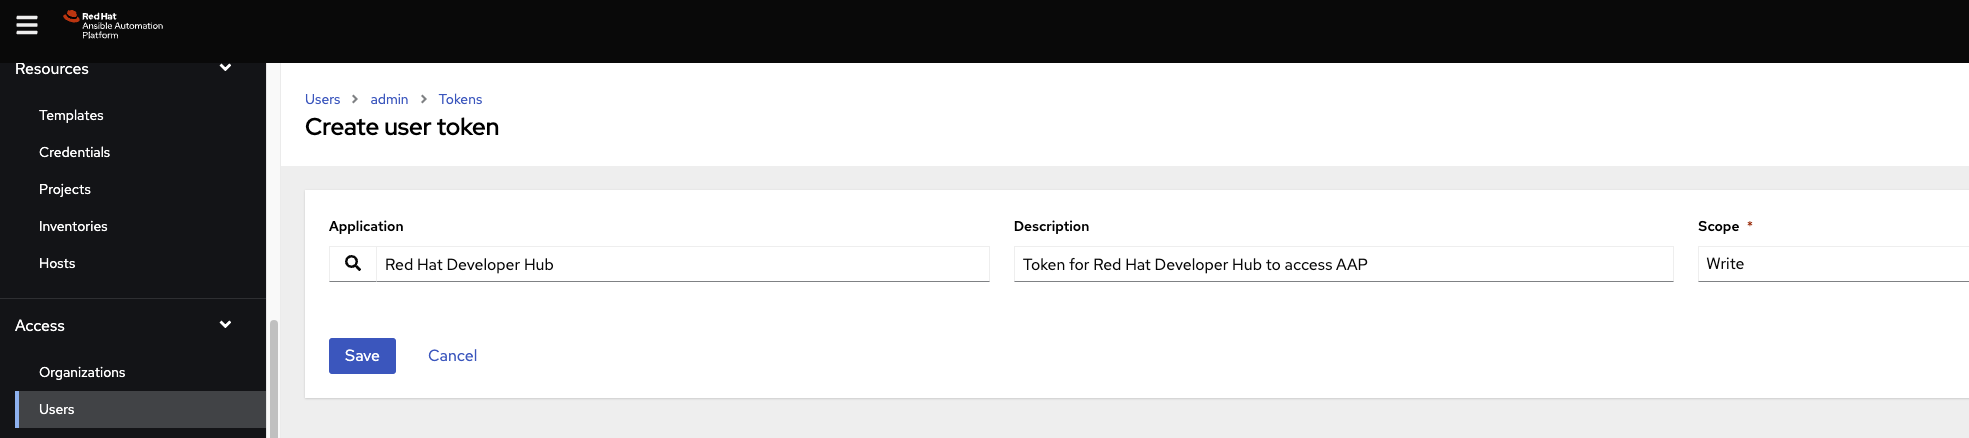 Red Hat
Ansible Automation
Platform
Resources
Templates
Credentials
Projects
Inventories
Hosts
Access
Organizations
Users
Users > admin > Tokens
Create user token
Application
Red Hat Developer Hub
Description
Token for Red Hat Developer Hub to access AAP
Scope *
Write
Save Cancel